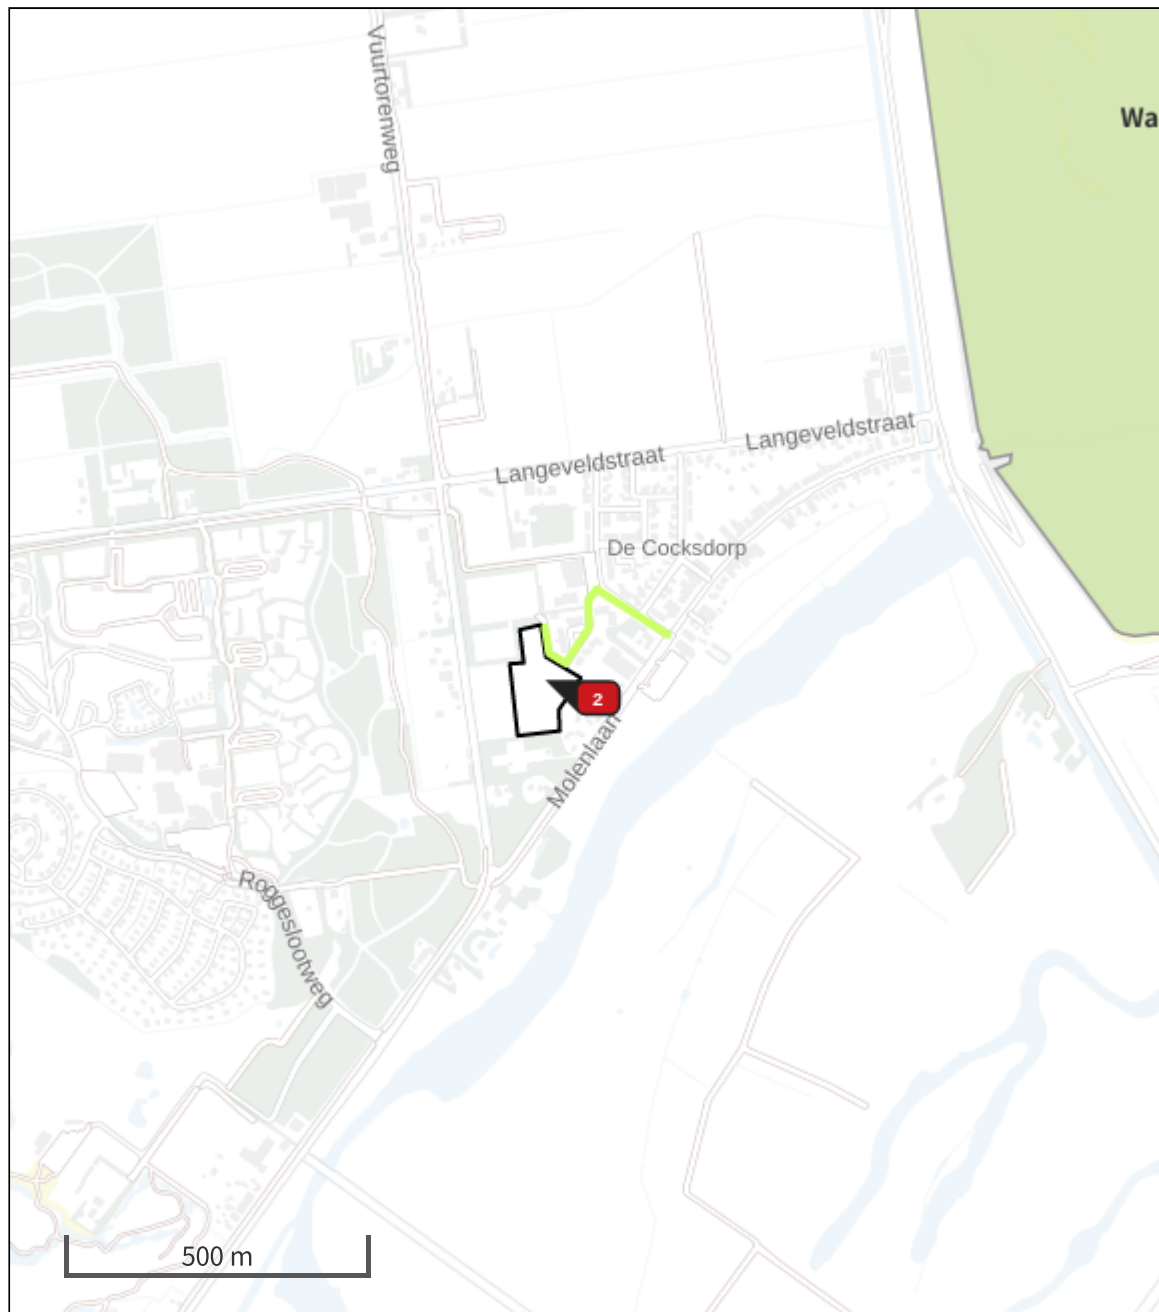 Vuurtorenweg
Wa
Langeveldstraat
Langeveldstraat
De Cocksdorp
2
Molenlaan
Roggeslootweg
500 m